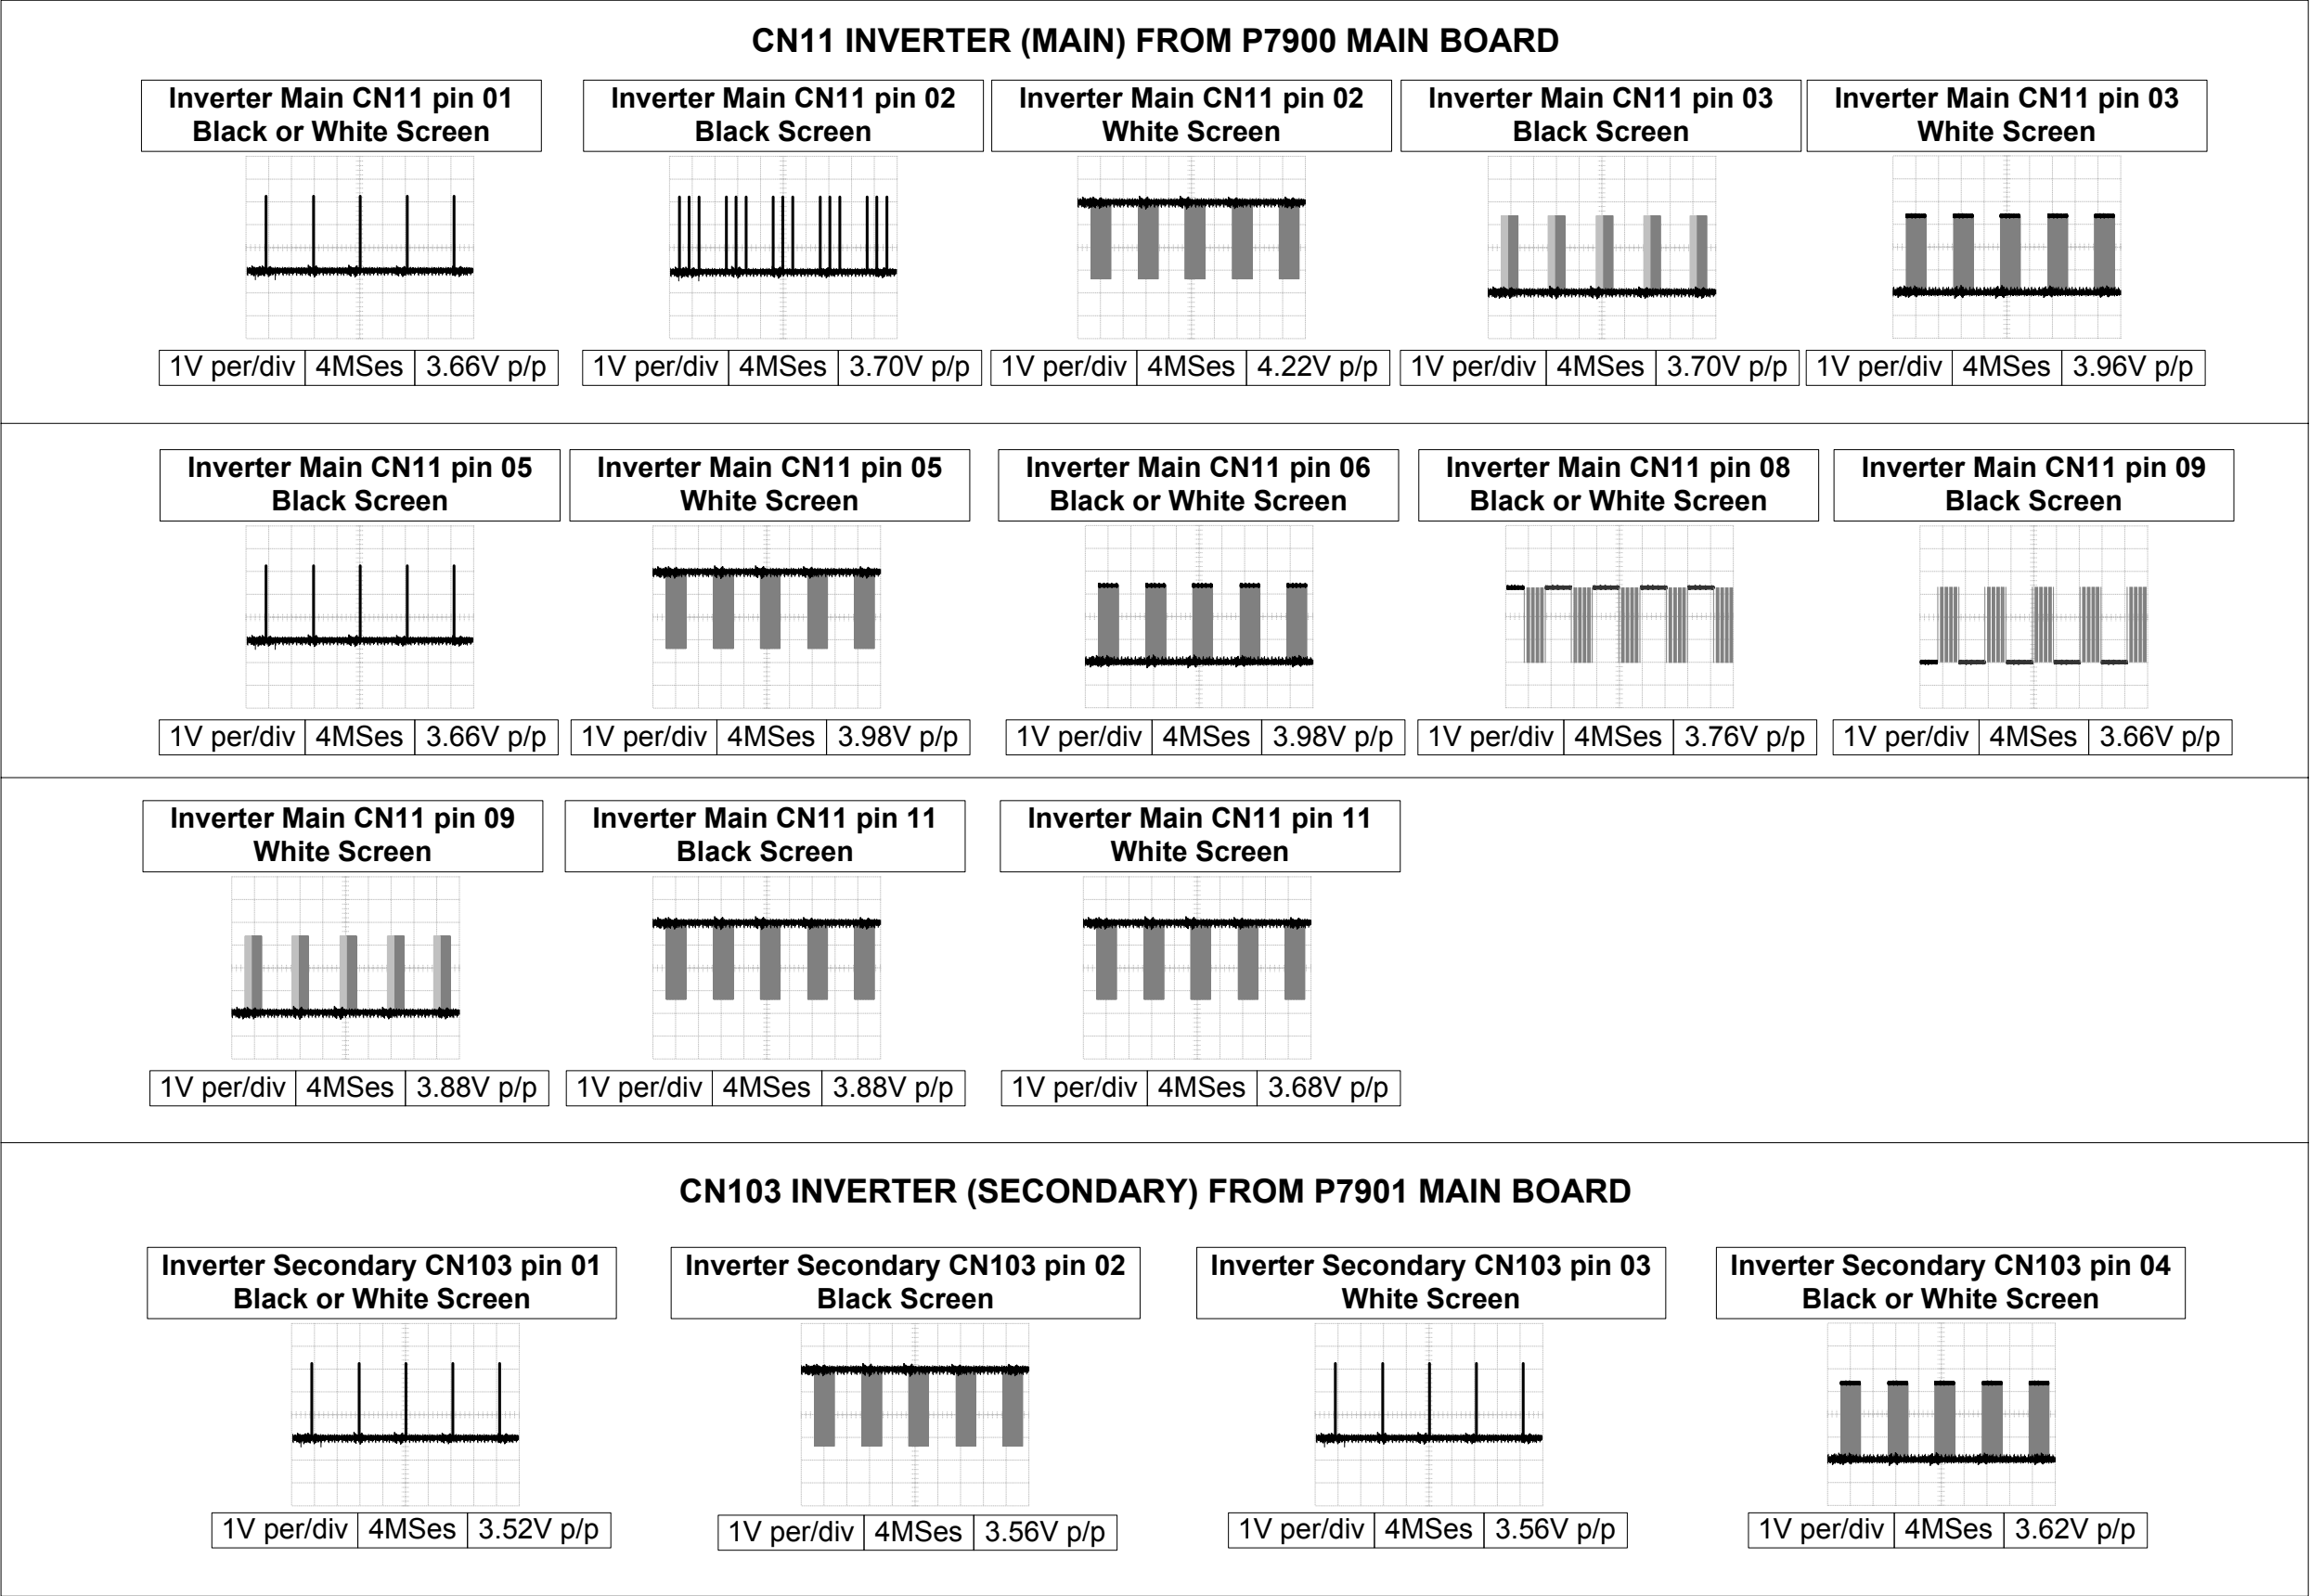 CN11 INVERTER (MAIN) FROM P7900 MAIN BOARD
Inverter Main CN11 pin 01
Black or White Screen
1V per/div 4MSes 3.66V p/p
Inverter Main CN11 pin 02
Black Screen
1V per/div 4MSes 3.70V p/p
Inverter Main CN11 pin 02
White Screen
1V per/div 4MSes 4.22V p/p
Inverter Main CN11 pin 03
Black Screen
1V per/div 4MSes 3.70V p/p
Inverter Main CN11 pin 03
White Screen
1V per/div 4MSes 3.96V p/p
Inverter Main CN11 pin 05
Black Screen
1V per/div 4MSes 3.66V p/p
Inverter Main CN11 pin 05
White Screen
1V per/div 4MSes 3.98V p/p
Inverter Main CN11 pin 06
Black or White Screen
1V per/div 4MSes 3.98V p/p
Inverter Main CN11 pin 08
Black or White Screen
1V per/div 4MSes 3.76V p/p
Inverter Main CN11 pin 09
Black Screen
1V per/div 4MSes 3.66V p/p
Inverter Main CN11 pin 09
White Screen
1V per/div 4MSes 3.88V p/p
Inverter Main CN11 pin 11
Black Screen
1V per/div 4MSes 3.88V p/p
Inverter Main CN11 pin 11
White Screen
1V per/div 4MSes 3.68V p/p
CN103 INVERTER (SECONDARY) FROM P7901 MAIN BOARD
Inverter Secondary CN103 pin 01
Black or White Screen
1V per/div 4MSes 3.52V p/p
Inverter Secondary CN103 pin 02
Black Screen
1V per/div 4MSes 3.56V p/p
Inverter Secondary CN103 pin 03
White Screen
1V per/div 4MSes 3.56V p/p
Inverter Secondary CN103 pin 04
Black or White Screen
1V per/div 4MSes 3.62V p/p